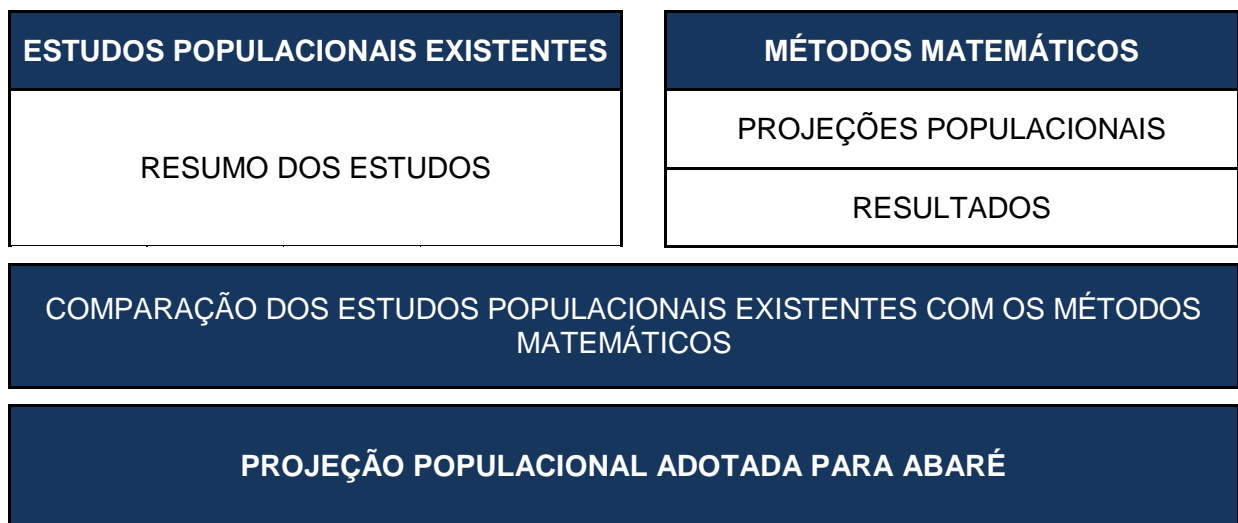 ESTUDOS POPULACIONAIS EXISTENTES
RESUMO DOS ESTUDOS
MÉTODOS MATEMÁTICOS
PROJEÇÕES POPULACIONAIS
RESULTADOS
COMPARAÇÃO DOS ESTUDOS POPULACIONAIS EXISTENTES COM OS MÉTODOS
MATEMÁTICOS
PROJEÇÃO POPULACIONAL ADOTADA PARA ABARÉ